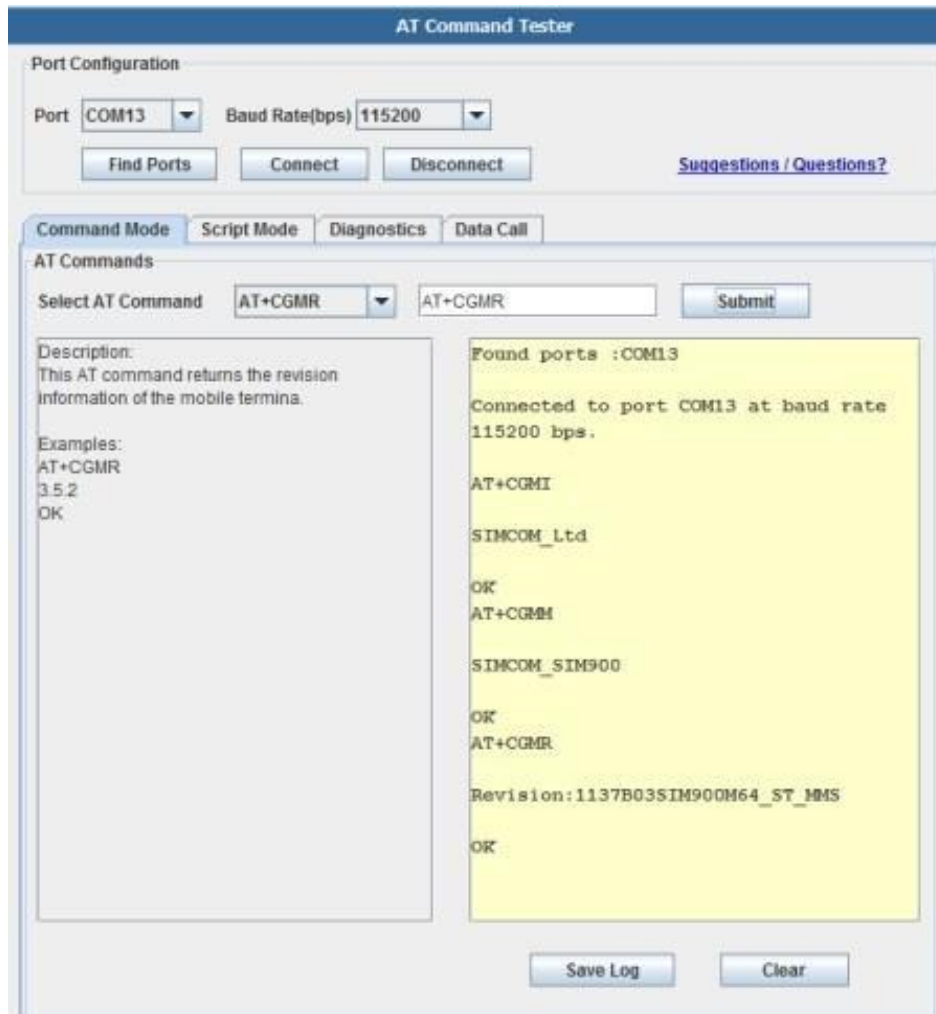 AT Command Tester
Port Configuration
Port COM13 Baud Rate(bps) 115200
Find Ports Connect Disconnect Suggestions / Questions?
Command Mode Script Mode Diagnostics Data Call
AT Commands
Select AT Command AT+CGMR AT+CGMR Submit
Description:
This AT command returns the revision
information of the mobile termina.
Examples:
AT+CGMR
3.5.2
OK
Found ports :COM13
Connected to port COM13 at baud rate
115200 bps.
AT+CGMI
SIMCOM_Ltd
OK
AT+CGMM
SIMCOM_SIM900
OK
AT+CGMR
Revision:1137B03SIM900M64_ST_MMS
OK
Save Log Clear